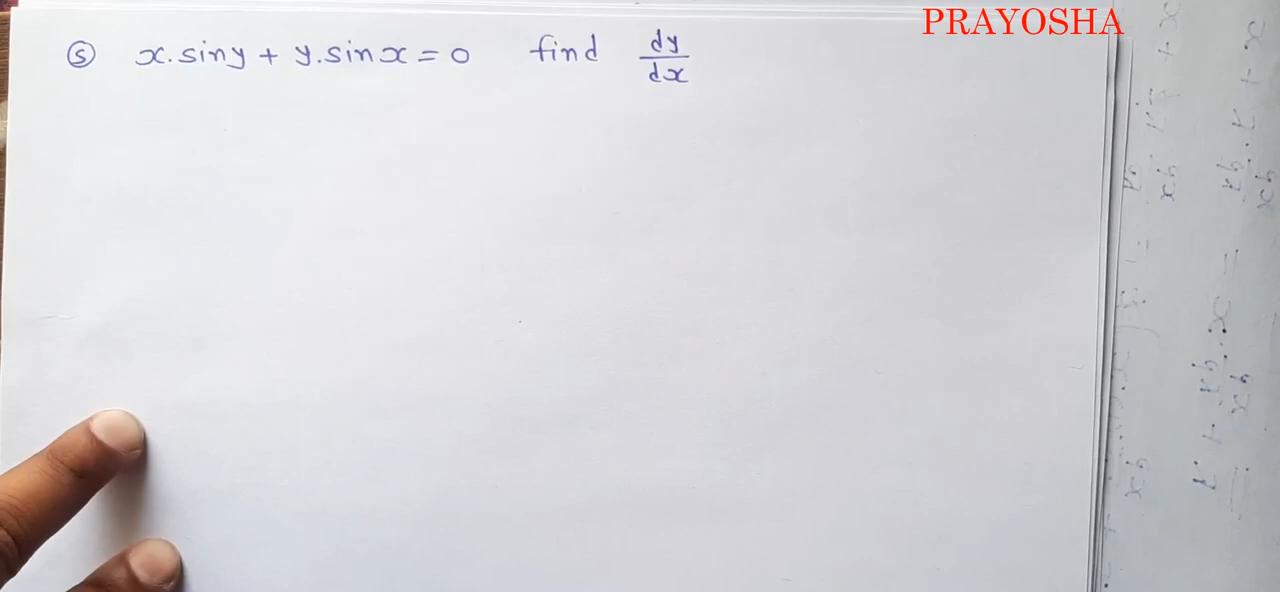 PRAYOSHA
⑤ x.siny + y.sinx = 0 find dy/dx